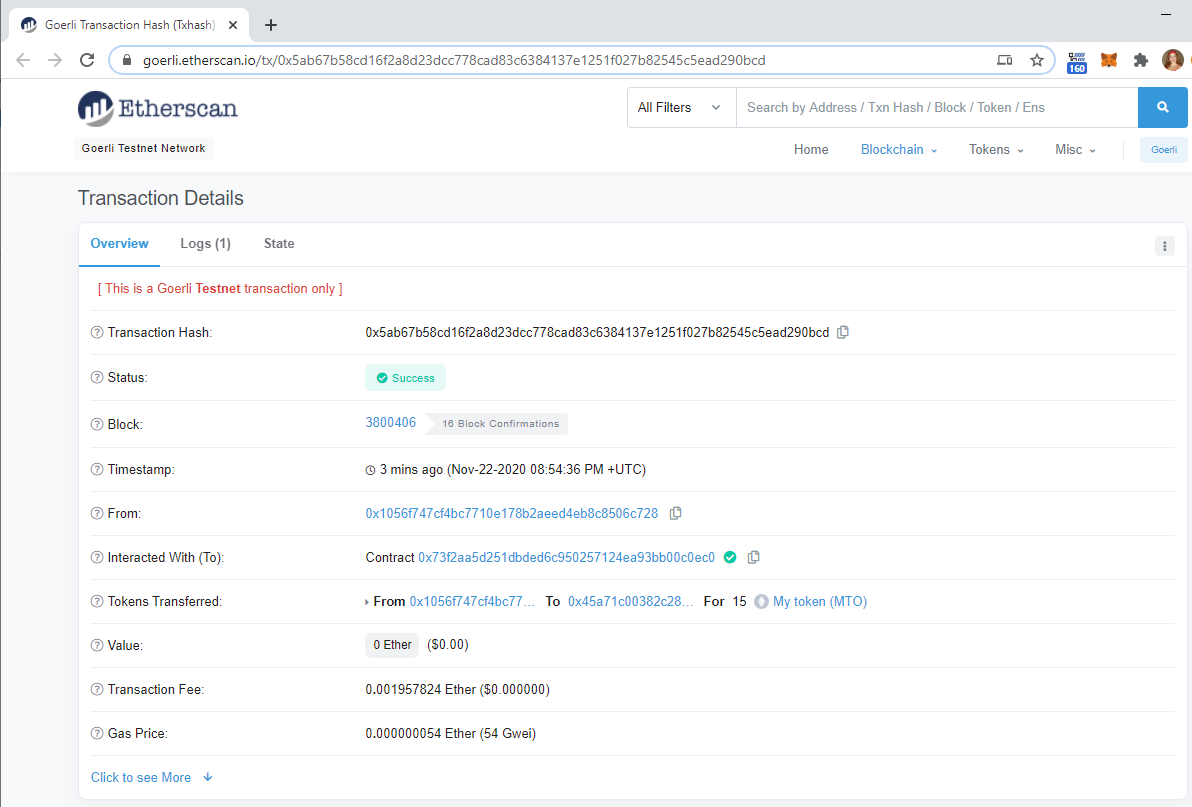 Goerli Transaction Hash (Txhash)
goerli.etherscan.io/tx/0x5ab67b58cd16f2a8d23dcc778cad83c6384137e1251f027b82545c5ead290bcd
160
Etherscan
All Filters
Search by Address / Txn Hash / Block / Token / Ens
Goerli Testnet Network
Home Blockchain Tokens Misc Goerli
Transaction Details
Overview Logs (1) State
[ This is a Goerli Testnet transaction only ]
Transaction Hash: 0x5ab67b58cd16f2a8d23dcc778cad83c6384137e1251f027b82545c5ead290bcd
Status: Success
Block: 3800406 16 Block Confirmations
Timestamp: 3 mins ago (Nov-22-2020 08:54:36 PM +UTC)
From: 0x1056f747cf4bc7710e178b2aeed4eb8c8506c728
Interacted With (To): Contract 0x73f2aa5d251dbded6c950257124ea93bb00c0ec0
Tokens Transferred: From 0x1056f747cf4bc77... To 0x45a71c00382c28... For 15 My token (MTO)
Value: 0 Ether ($0.00)
Transaction Fee: 0.001957824 Ether ($0.000000)
Gas Price: 0.000000054 Ether (54 Gwei)
Click to see More